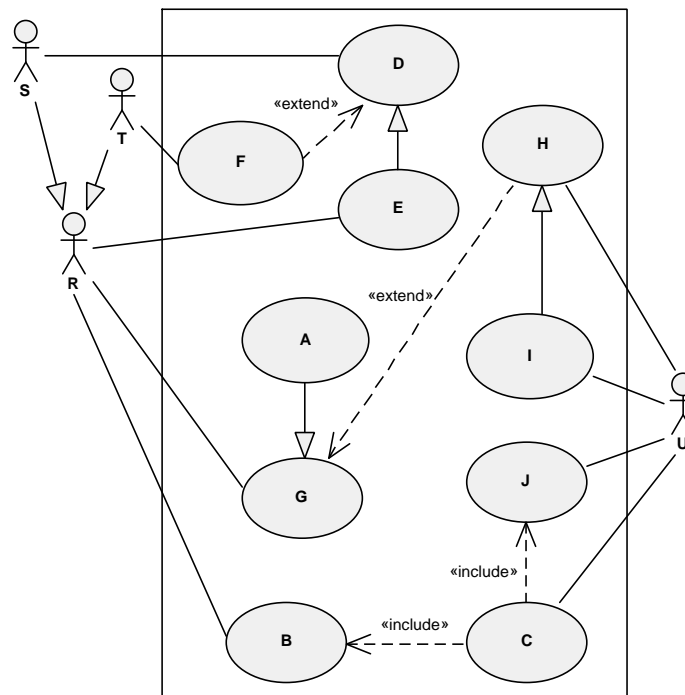 S
T
D
«extend»
F
H
E
R
«extend»
A
I
U
J
G
«include»
«include»
B
C